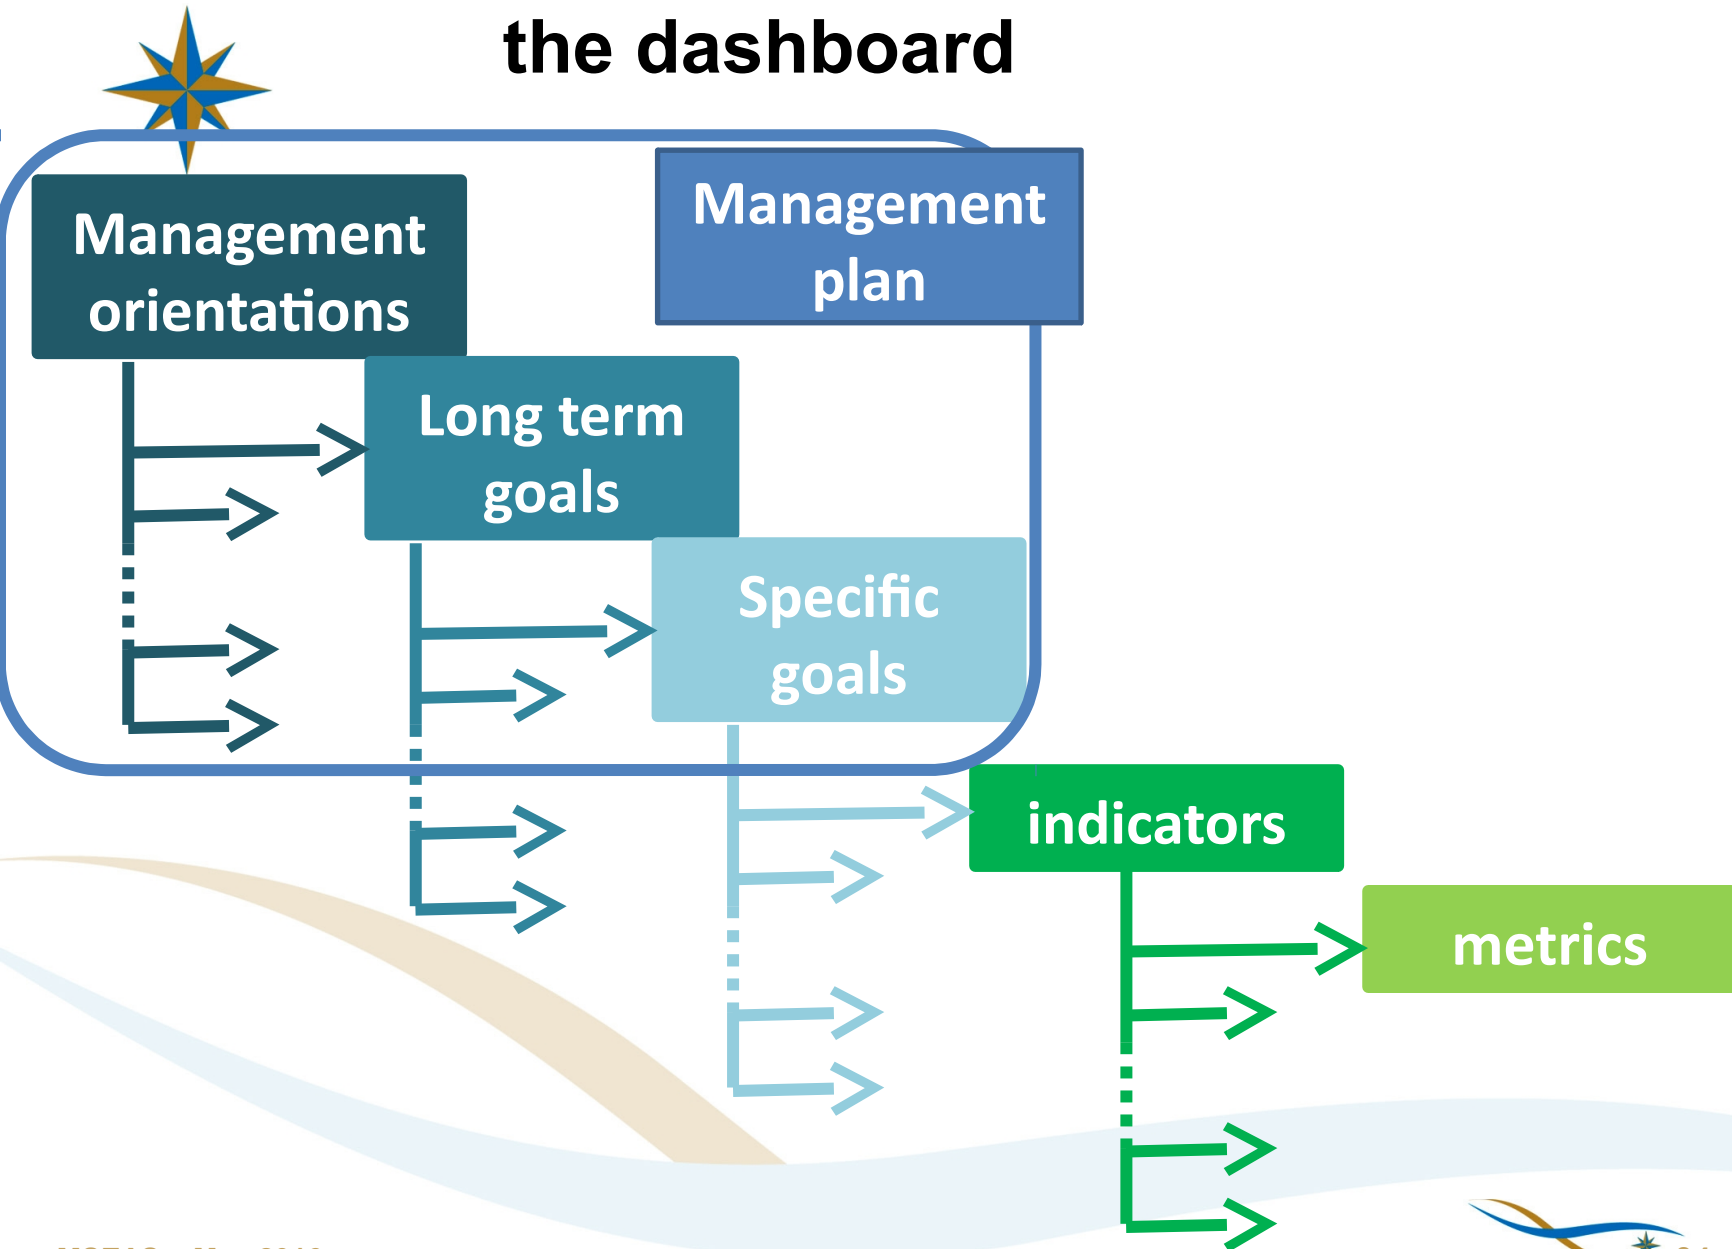 the dashboard
Management
orientations
Management
plan
Long term
goals
Specific
goals
indicators
metrics